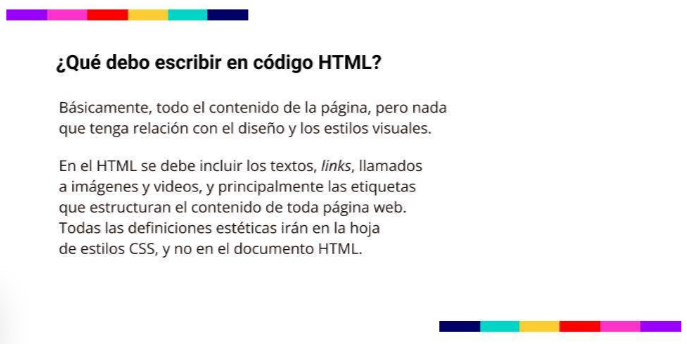 ¿Qué debo escribir en código HTML?
Básicamente, todo el contenido de la página, pero nada
que tenga relación con el diseño y los estilos visuales.
En el HTML se debe incluir los textos, links, llamados
a imágenes y videos, y principalmente las etiquetas
que estructuran el contenido de toda página web.
Todas las definiciones estéticas irán en la hoja
de estilos CSS, y no en el documento HTML.